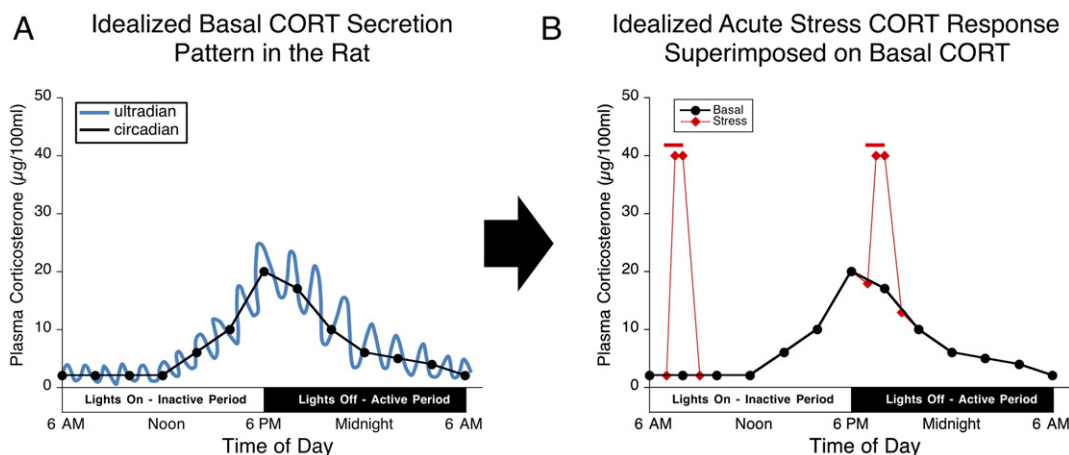 A
Idealized Basal CORT Secretion
Pattern in the Rat
50
40
30
20
10
0
Plasma Corticosterone (µg/100ml)
ultradian
circadian
Lights On - Inactive Period
Lights Off - Active Period
6 AM
Noon
6 PM
Midnight
6 AM
Time of Day
B
Idealized Acute Stress CORT Response
Superimposed on Basal CORT
50
40
30
20
10
0
Plasma Corticosterone (µg/100ml)
Basal
Stress
Lights On - Inactive Period
Lights Off - Active Period
6 AM
Noon
6 PM
Midnight
6 AM
Time of Day